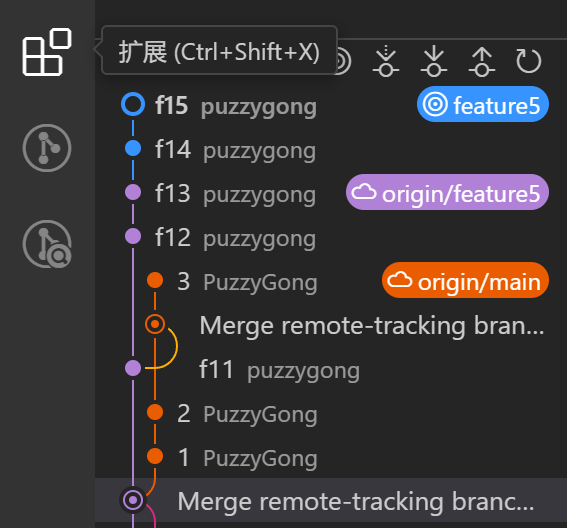 扩展 (Ctrl+Shift+X)
f15 puzzygong feature5
f14 puzzygong
f13 puzzygong origin/feature5
f12 puzzygong
3 PuzzyGong origin/main
Merge remote-tracking bran...
f11 puzzygong
2 PuzzyGong
1 PuzzyGong
Merge remote-tracking branc...